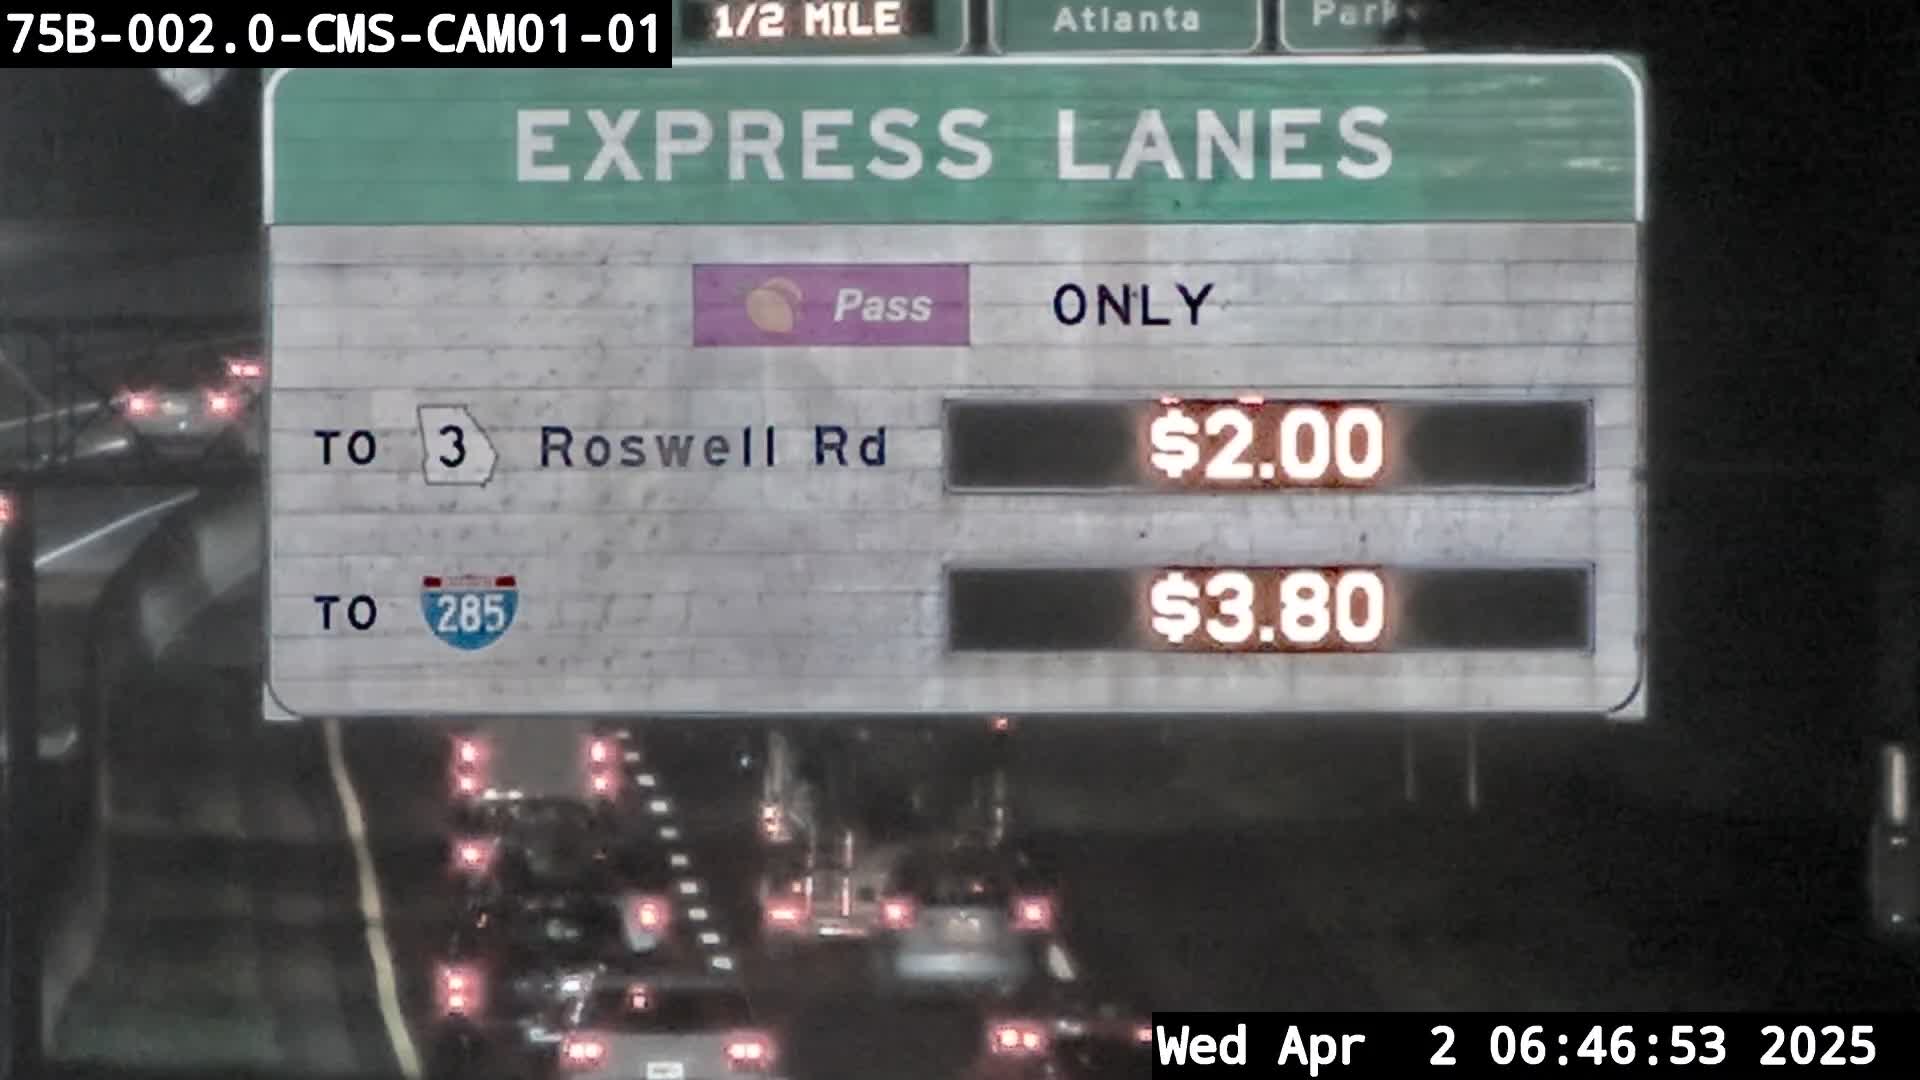 75B-002.0-CMS-CAM01-01
1/2 MILE
Atlanta
Park
EXPRESS LANES
Pass ONLY
TO 3 Roswell Rd $2.00
TO 285 $3.80
Wed Apr 2 06:46:53 2025